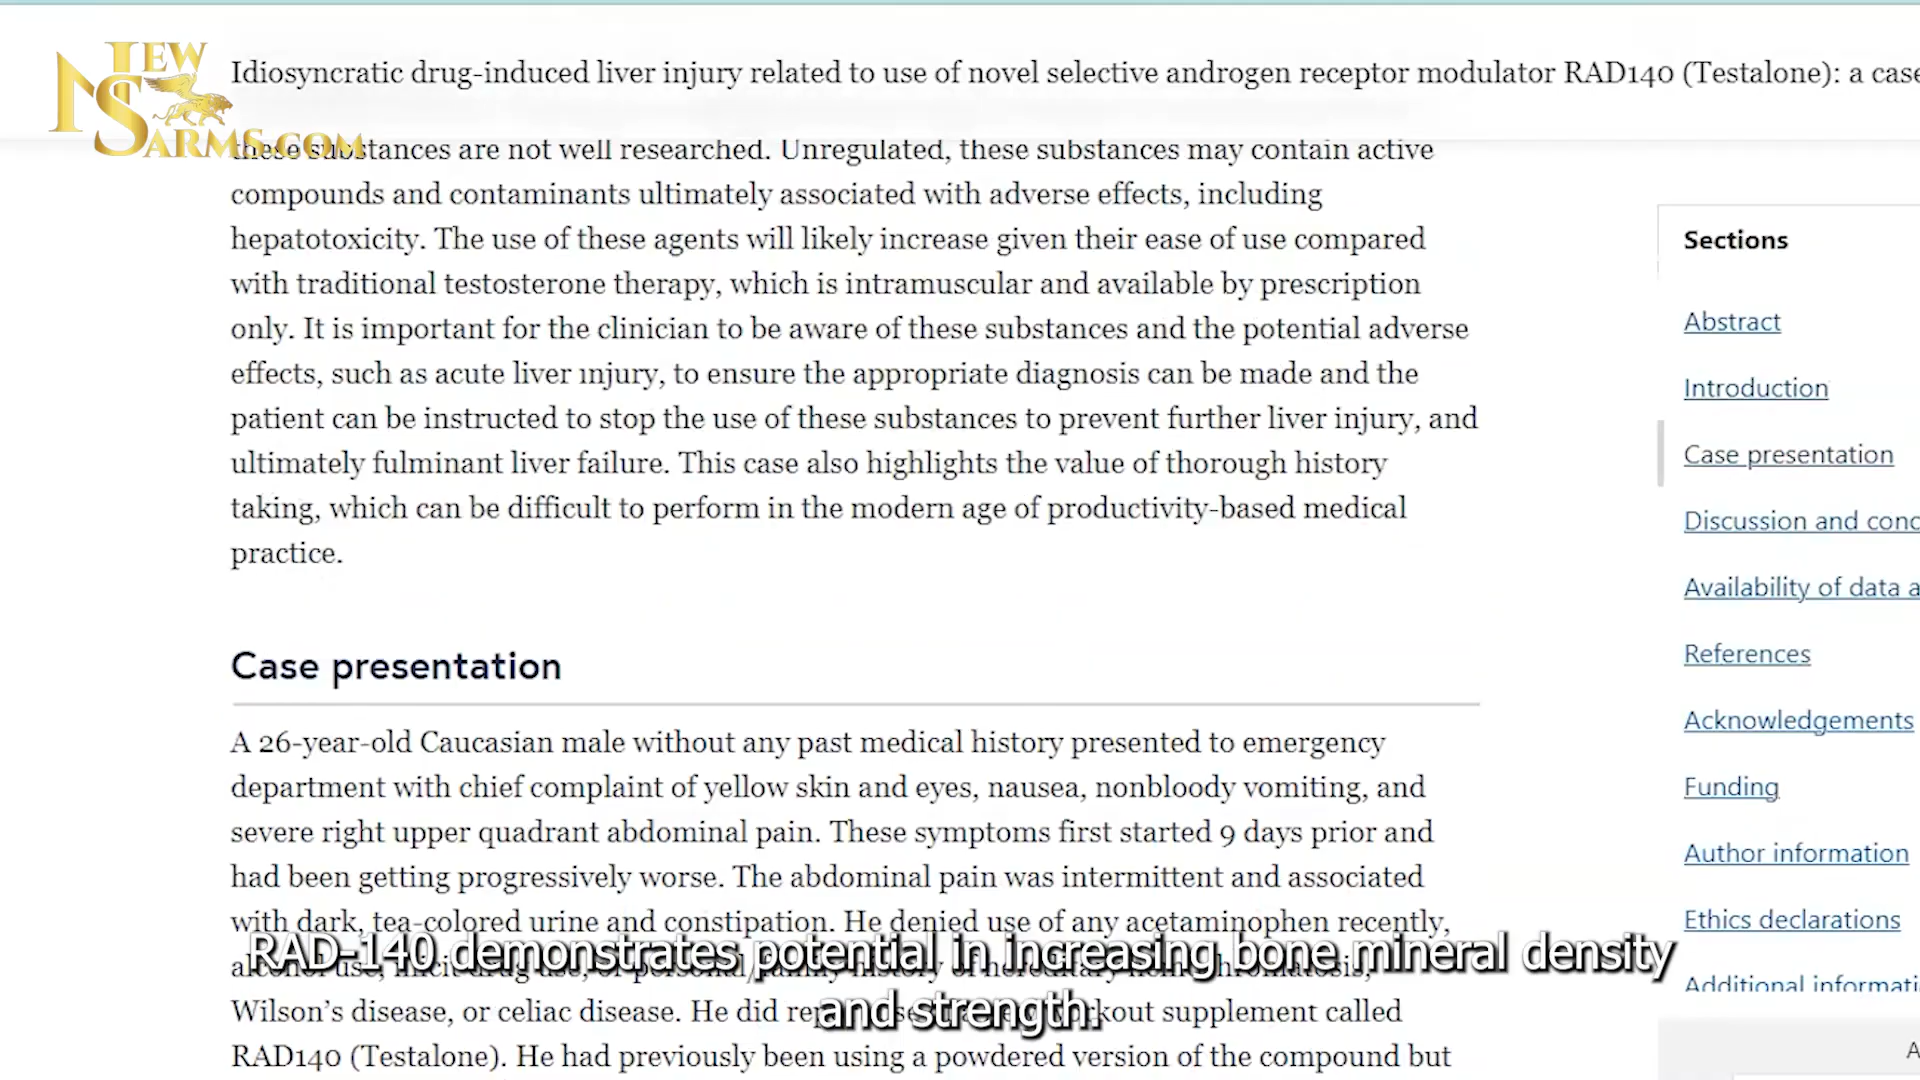 NEW
SARMS.COM
Idiosyncratic drug-induced liver injury related to use of novel selective androgen receptor modulator RAD140 (Testalone): a case
these substances are not well researched. Unregulated, these substances may contain active
compounds and contaminants ultimately associated with adverse effects, including
hepatotoxicity. The use of these agents will likely increase given their ease of use compared
with traditional testosterone therapy, which is intramuscular and available by prescription
only. It is important for the clinician to be aware of these substances and the potential adverse
effects, such as acute liver injury, to ensure the appropriate diagnosis can be made and the
patient can be instructed to stop the use of these substances to prevent further liver injury, and
ultimately fulminant liver failure. This case also highlights the value of thorough history
taking, which can be difficult to perform in the modern age of productivity-based medical
practice.
Case presentation
A 26-year-old Caucasian male without any past medical history presented to emergency
department with chief complaint of yellow skin and eyes, nausea, nonbloody vomiting, and
severe right upper quadrant abdominal pain. These symptoms first started 9 days prior and
had been getting progressively worse. The abdominal pain was intermittent and associated
with dark, tea-colored urine and constipation. He denied use of any acetaminophen recently,
Wilson's disease, or celiac disease. He did workout supplement called
RAD140 (Testalone). He had previously been using a powdered version of the compound but
RAD-140 demonstrates potential in increasing bone mineral density
and strength.
Sections
Abstract
Introduction
Case presentation
Discussion and conc
Availability of data a
References
Acknowledgements
Funding
Author information
Ethics declarations
Additional informati
A